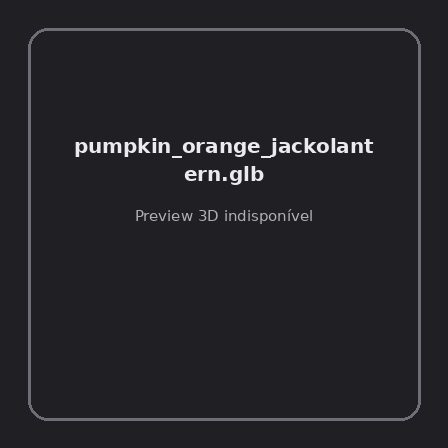 pumpkin_orange_jackolant
ern.glb
Preview 3D indisponível